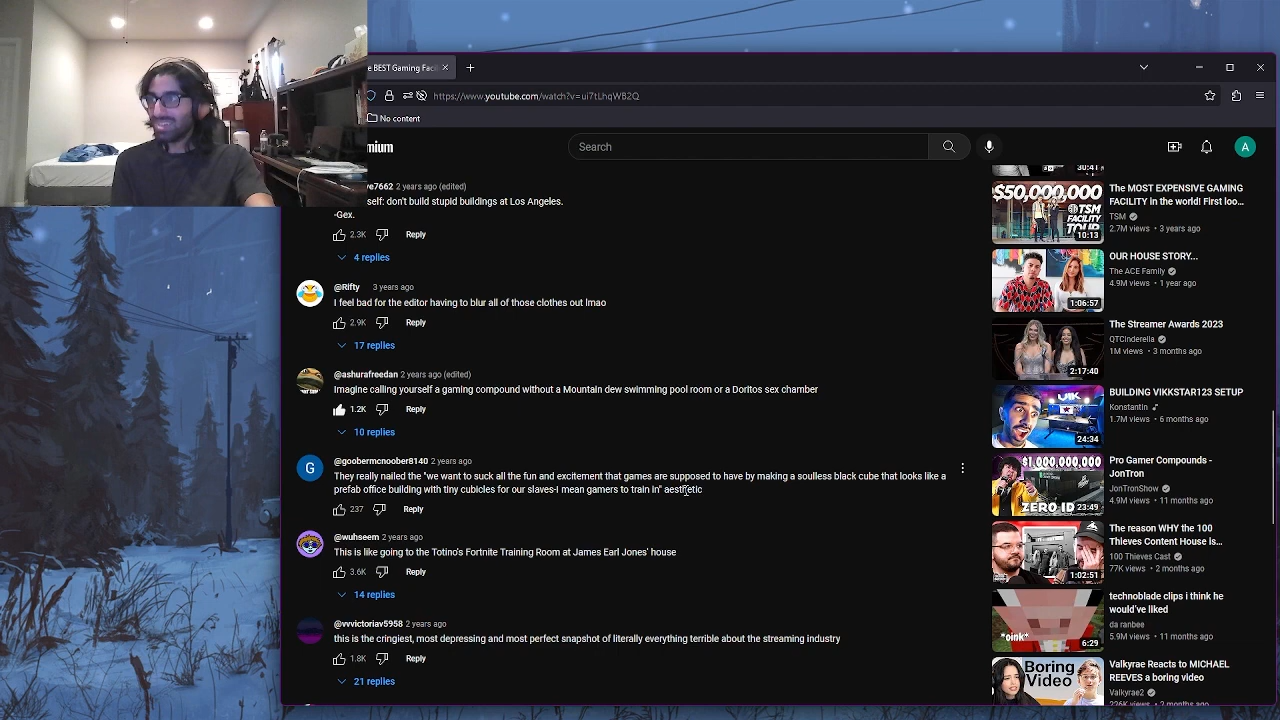 e BEST Gaming Faci
https://www.youtube.com/watch?v=ui7tLhqWB2Q
No content
mium
Search
A
ve7662 2 years ago (edited)
self. don't build stupid buildings at Los Angeles.
-Gex.
2.3K Reply
4 replies
@Rifty 3 years ago
I feel bad for the editor having to blur all of those clothes out lmao
2.9K Reply
17 replies
@ashurafreedan 2 years ago (edited)
Imagine calling yourself a gaming compound without a Mountain dew swimming pool room or a Doritos sex chamber
1.2K Reply
10 replies
G
@goobermcnoober8140 2 years ago
They really nailed the "we want to suck all the fun and excitement that games are supposed to have by making a soulless black cube that looks like a
prefab office building with tiny cubicles for our slaves-I mean gamers to train in" aesthetic
237 Reply
@wuhseem 2 years ago
This is like going to the Totino's Fortnite Training Room at James Earl Jones' house
3.6K Reply
14 replies
@vvvictoriav5958 2 years ago
this is the cringiest, most depressing and most perfect snapshot of literally everything terrible about the streaming industry
1.8K Reply
21 replies
30:41
$50,000,000
TSM
FACILITY
TOUR
10:13
The MOST EXPENSIVE GAMING
FACILITY in the world! First loo...
TSM
2.7M views • 3 years ago
1:06:57
OUR HOUSE STORY...
The ACE Family
4.9M views • 1 year ago
2:17:40
The Streamer Awards 2023
QTCinderella
1M views • 3 months ago
24:34
BUILDING VIKKSTAR123 SETUP
Konstantin
1.7M views • 6 months ago
$1,000,000,000
ZERO ID
23:49
Pro Gamer Compounds -
JonTron
JonTronShow
4.9M views • 11 months ago
1:02:51
The reason WHY the 100
Thieves Content House is...
100 Thieves Cast
77K views • 2 months ago
*oink*
6:29
technoblade clips i think he
would've liked
da ranbee
5.9M views • 11 months ago
Boring
Video
Valkyrae Reacts to MICHAEL
REEVES a boring video
Valkyrae2
226K views • 2 months ago